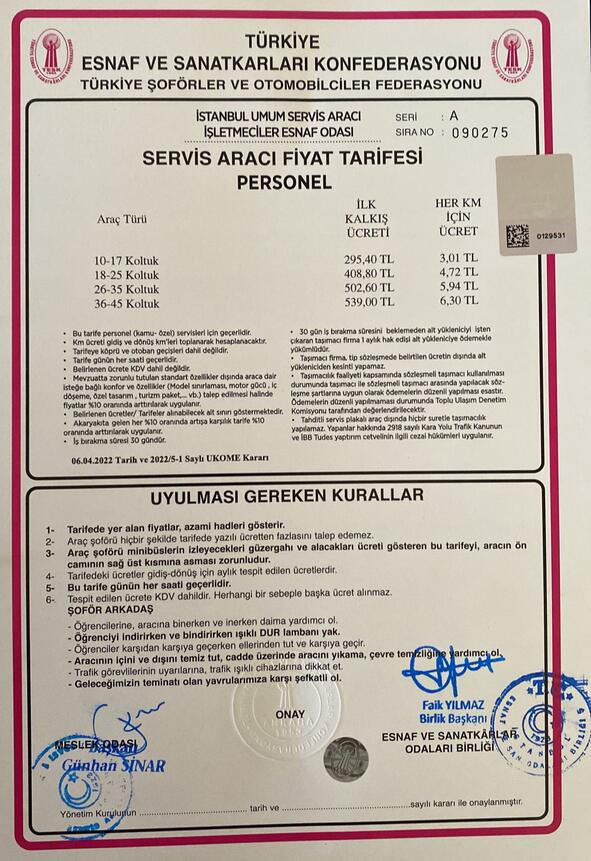 TÜRKİYE
ESNAF VE SANATKARLARI KONFEDERASYONU
TÜRKİYE ŞOFÖRLER VE OTOMOBİLCİLER FEDERASYONU
İSTANBUL UMUM SERVİS ARACI
İŞLETMECİLER ESNAF ODASI
SERİ : A
SIRA NO : 090275
SERVİS ARACI FİYAT TARİFESİ
PERSONEL
0129531
Araç Türü
İLK KALKIŞ ÜCRETİ
HER KM İÇİN ÜCRET
10-17 Koltuk 295,40 TL 3,01 TL
18-25 Koltuk 408,80 TL 4,72 TL
26-35 Koltuk 502,60 TL 5,94 TL
36-45 Koltuk 539,00 TL 6,30 TL
• Bu tarife personel (kamu- özel) servisleri için geçerlidir.
• Km ücreti gidiş ve dönüş km'leri toplanarak hesaplanacaktır.
• Tarifeye köprü ve otoban geçişleri dahil değildir.
• Tarife günün her saati geçerlidir.
• Belirlenen ücrete KDV dahil değildir.
• Mevzuatta zorunlu tutulan standart özellikler dışında araca dair
isteğe bağlı konfor ve özellikler (Model sınırlaması, motor gücü, iç
döşeme, özel tasarım, turizm paket,.. vb.) talep edilmesi halinde
fiyatlar %10 oranında arttırılarak uygulanır.
• Belirlenen ücretler/ Tarifeler alınabilecek alt sınırı göstermektedir.
• Akaryakıta gelen her %10 oranında artışa karşılık tarife %10
oranında arttırılarak uygulanır.
• İş bırakma süresi 30 gündür.
• 30 gün iş bırakma süresini beklemeden alt yükleniciyi işten
çıkaran taşımacı firma 1 aylık hak edişi alt yükleniciye ödemekle
yükümlüdür.
• Taşımacı firma, tip sözleşmede belirtilen ücretin dışında alt
yükleniciden kesinti yapamaz.
• Taşımacılık faaliyeti kapsamında sözleşmeli taşımacı kullanılması
durumunda taşımacı ile sözleşmeli taşımacı arasında yapılacak söz-
leşme şartlarına uygun olarak ödemelerin düzenli yapılması esastır.
Ödemelerin düzenli yapılmaması durumunda Toplu Ulaşım Denetim
Komisyonu tarafından değerlendirilecektir.
• Tahditli servis plakalı araç dışında hiçbir suretle taşımacılık
yapılamaz. Yapanlar hakkında 2918 sayılı Kara Yolu Trafik Kanunun
ve İBB Tudes yaptırım cetvelinin ilgili cezai hükümleri uygulanır.
06.04.2022 Tarih ve 2022/5-1 Sayılı UKOME Kararı
UYULMASI GEREKEN KURALLAR
1- Tarifede yer alan fiyatlar, azami hadleri gösterir.
2- Araç şoförü hiçbir şekilde tarifede yazılı ücretten fazlasını talep edemez.
3- Araç şoförü minibüslerin izleyecekleri güzergahı ve alacakları ücreti gösteren bu tarifeyi, aracın ön
camının sağ üst kısmına asması zorunludur.
4- Tarifedeki ücretler gidiş-dönüş için aylık tespit edilen ücretlerdir.
5- Bu tarife günün her saati geçerlidir.
6- Tespit edilen ücrete KDV dahildir. Herhangi bir sebeple başka ücret alınmaz.
ŞOFÖR ARKADAŞ
- Öğrencilerine, aracına binerken ve inerken daima yardımcı ol.
- Öğrenciyi indirirken ve bindirirken ışıklı DUR lambanı yak.
- Öğrenciler karşıdan karşıya geçerken ellerinden tut ve karşıya geçir.
- Aracının içini ve dışını temiz tut, cadde üzerinde aracını yıkama, çevre temizliğine yardımcı ol.
- Trafik görevlilerinin uyarılarına, trafik ışıklı cihazlarına dikkat et.
- Geleceğimizin teminatı olan yavrularımıza karşı şefkatli ol.
ONAY
Faik YILMAZ
Birlik Başkanı
ESNAF VE SANATKÂRLAR
ODALARI BİRLİĞİ
MESLEK ODASI
Başkan
Günhan SİNAR
Yönetim Kurulunun ........ tarih ve ........ sayılı kararı ile onaylanmıştır.